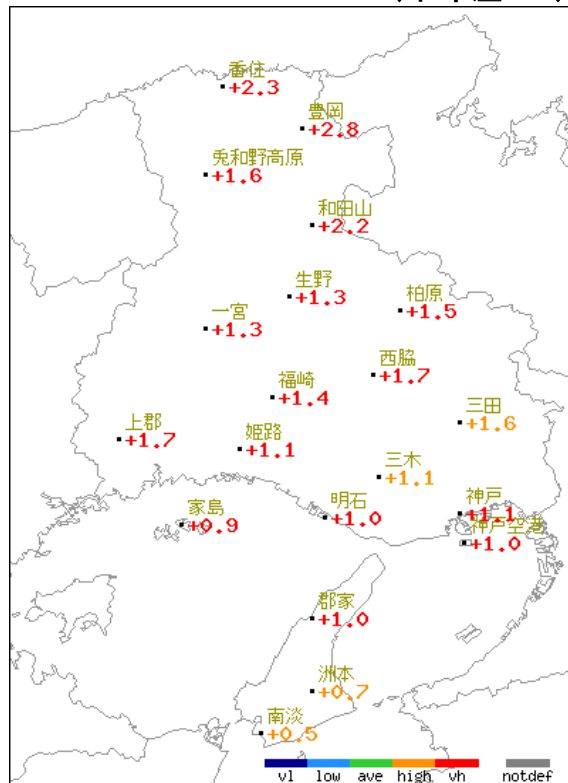 香住
+2.3
豊岡
+2.8
兎和野高原
+1.6
和田山
+2.2
生野
+1.3
柏原
+1.5
一宮
+1.3
西脇
+1.7
福崎
+1.4
三田
+1.6
上郡
+1.7
姫路
+1.1
三木
+1.1
家島
+0.9
明石
+1.0
神戸
+1.1
神戸空港
+1.0
郡家
+1.0
洲本
+0.7
南淡
+0.5
vl low ave high vh notdef